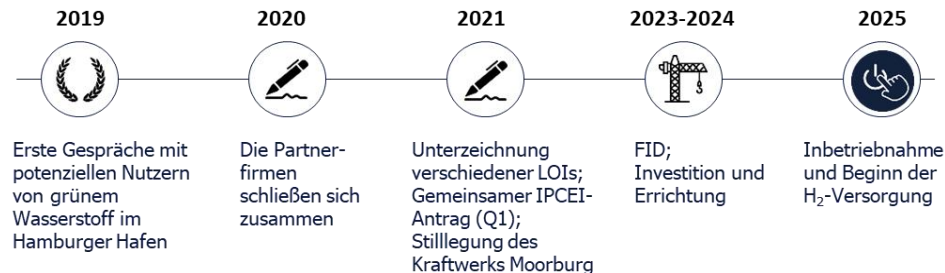 2019
Erste Gespräche mit
potenziellen Nutzern
von grünem
Wasserstoff im
Hamburger Hafen
2020
Die Partner-
firmen
schließen sich
zusammen
2021
Unterzeichnung
verschiedener LOIs;
Gemeinsamer IPCEI-
Antrag (Q1);
Stilllegung des
Kraftwerks Moorburg
2023-2024
FID;
Investition und
Errichtung
2025
Inbetriebnahme
und Beginn der
H₂-Versorgung